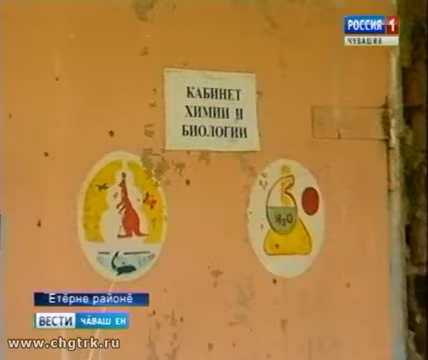 РОССИЯ 1
ЧУВАШИЯ
КАБИНЕТ
ХИМИИ И
БИОЛОГИИ
H₂O
Етĕрне районĕ
ВЕСТИ ЧĂВАШ ЕН
www.chgtrk.ru